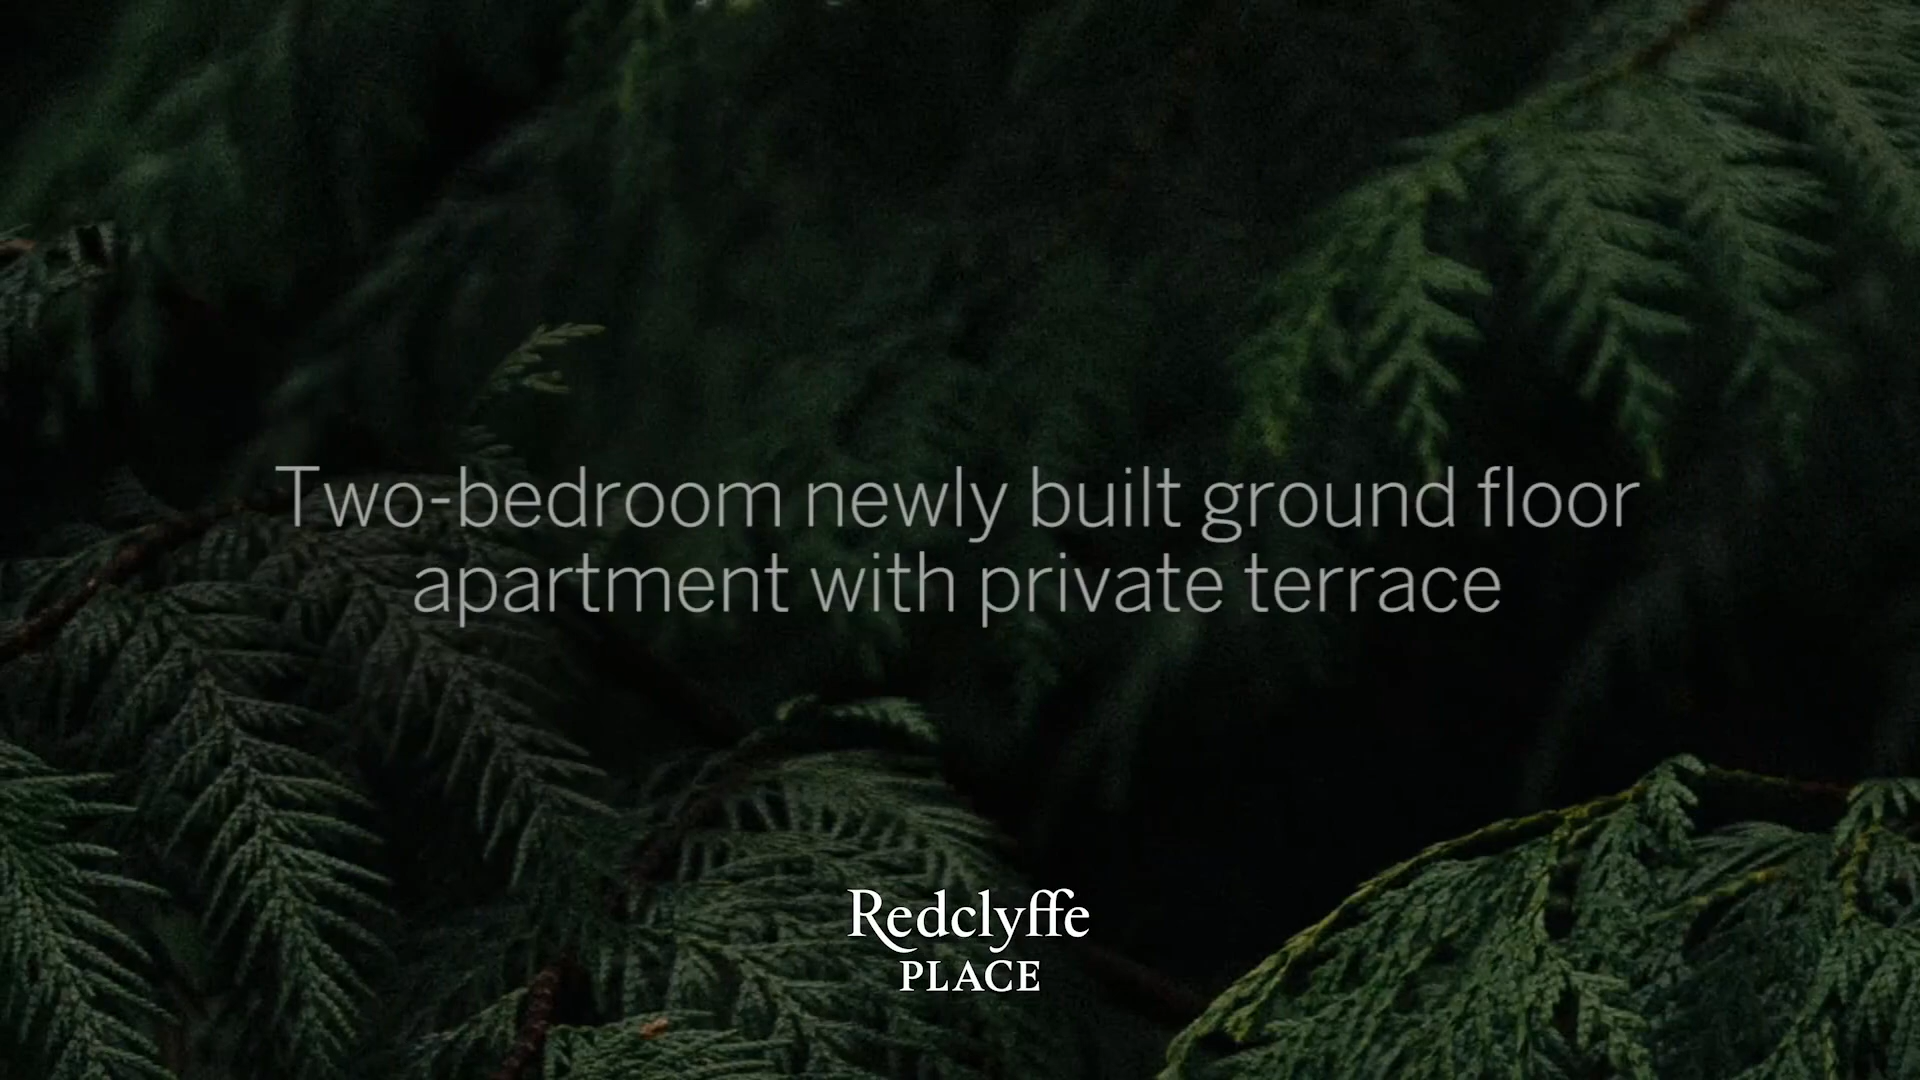 Two-bedroom newly built ground floor
apartment with private terrace
Redclyffe
PLACE